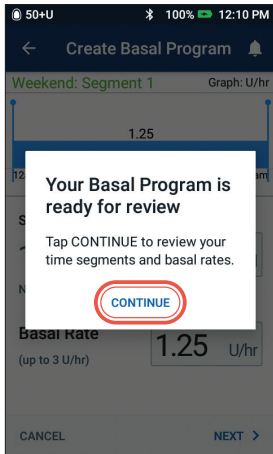 50+U 100% 12:10 PM
Create Basal Program
Weekend: Segment 1 Graph: U/hr
1.25
12
Your Basal Program is
ready for review
Tap CONTINUE to review your
time segments and basal rates.
CONTINUE
Basal Rate 1.25 U/hr
(up to 3 U/hr)
CANCEL NEXT >